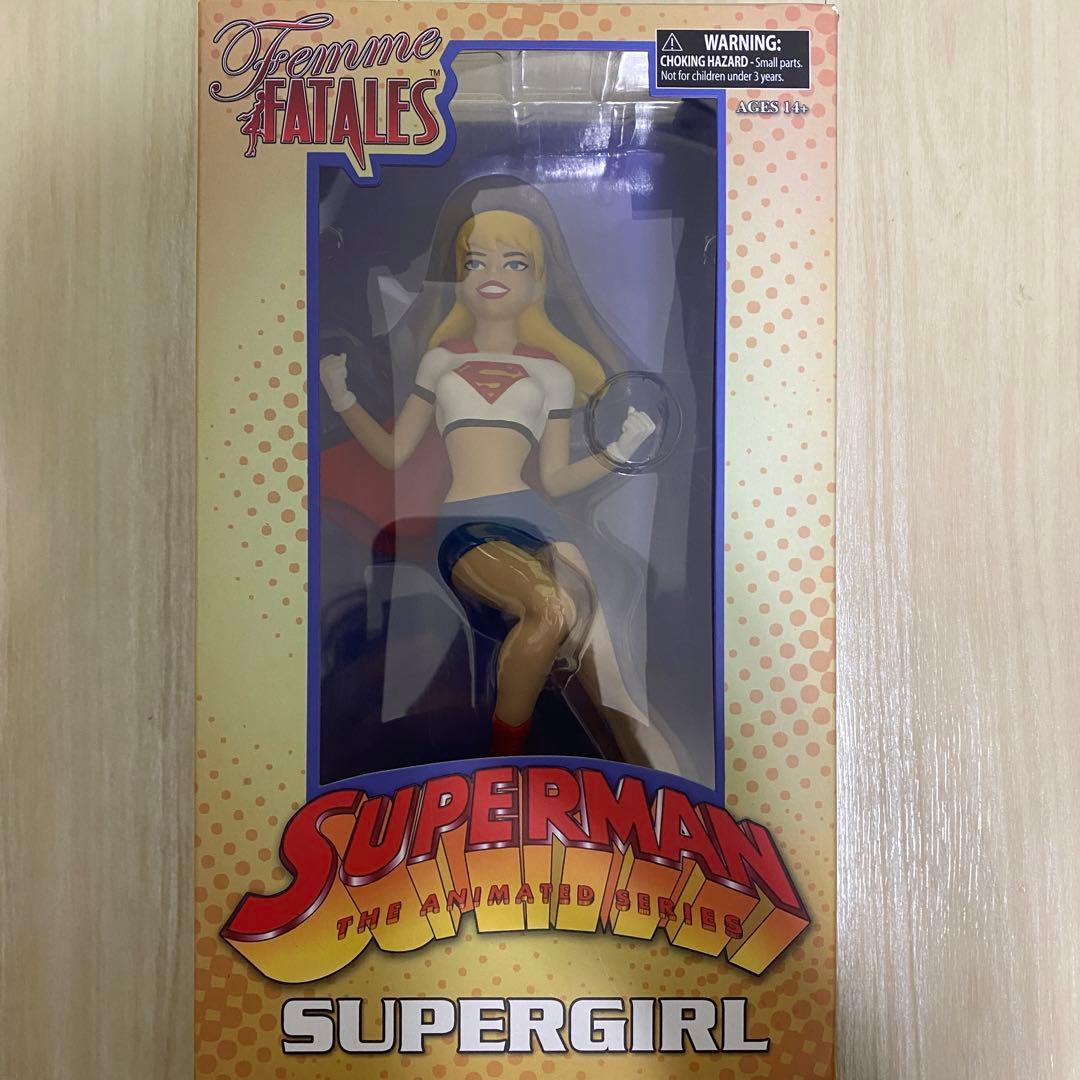 Femme
FATALES™
WARNING:
CHOKING HAZARD - Small parts.
Not for children under 3 years.
AGES 14+
S
SUPERMAN
THE ANIMATED SERIES
SUPERGIRL